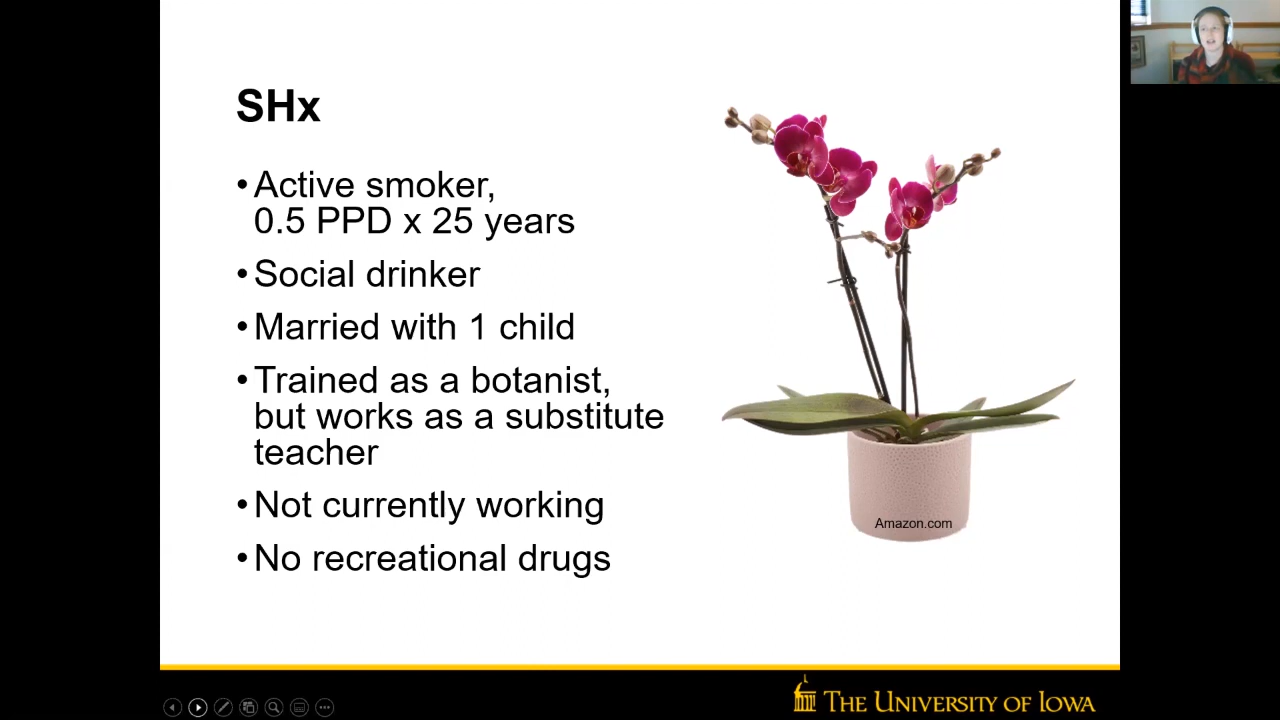 SHx
•Active smoker,
0.5 PPD x 25 years
•Social drinker
•Married with 1 child
•Trained as a botanist,
but works as a substitute
teacher
•Not currently working
•No recreational drugs
Amazon.com
THE UNIVERSITY OF IOWA